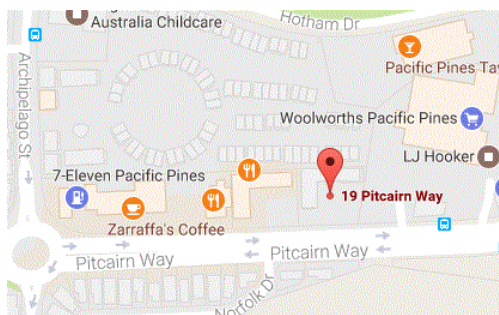 Australia Childcare
Hotham Dr
Pacific Pines Tav
Archipelago St
Woolworths Pacific Pines
LJ Hooker
7-Eleven Pacific Pines
19 Pitcairn Way
Zarraffa's Coffee
Pitcairn Way
Pitcairn Way
Norfolk Dr